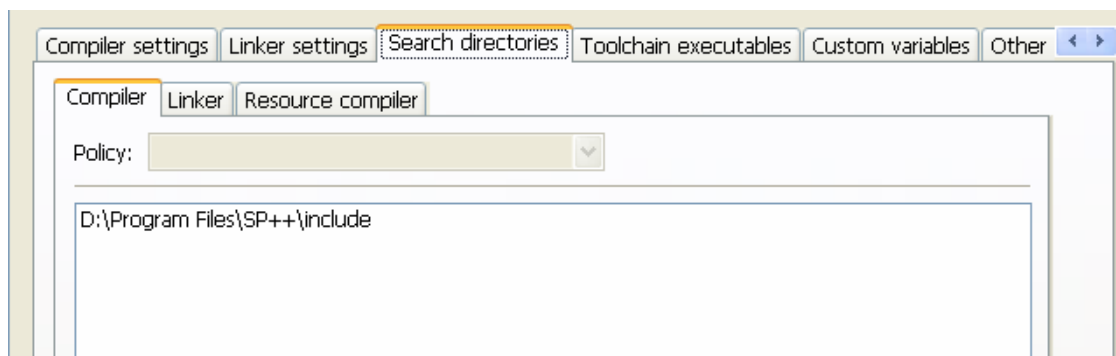 Compiler settings Linker settings Search directories Toolchain executables Custom variables Other
Compiler Linker Resource compiler
Policy:
D:\Program Files\SP++\include